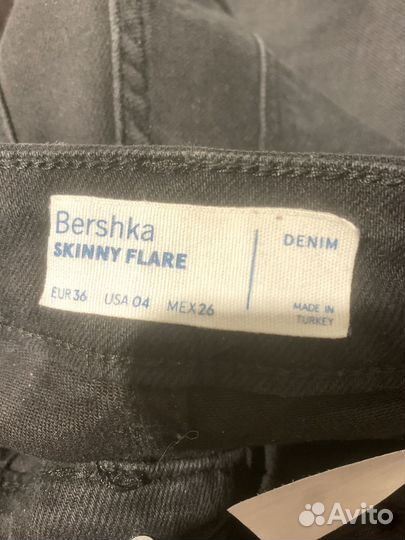 Bershka
SKINNY FLARE
EUR 36 USA 04 MEX 26
DENIM
MADE IN
TURKEY
Avito